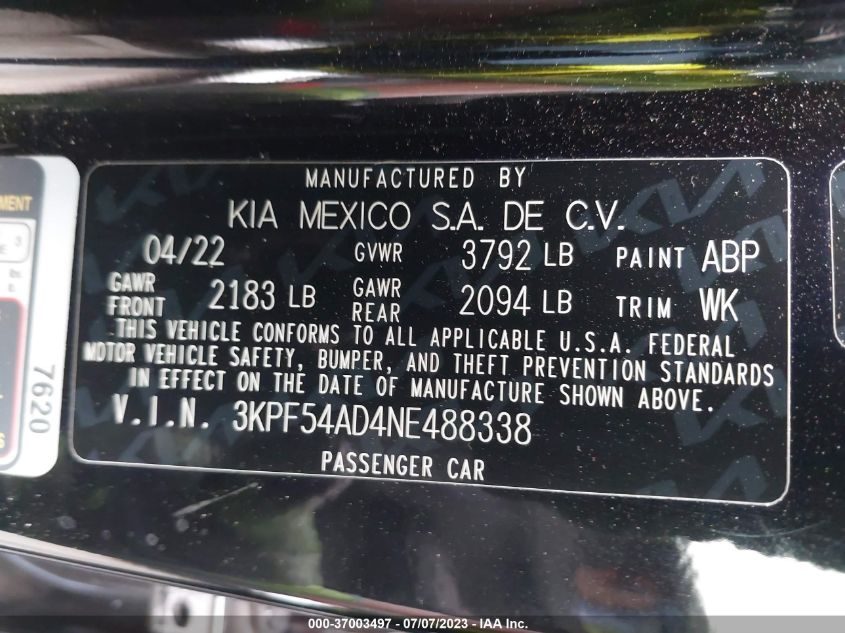 MANUFACTURED BY
KIA MEXICO S.A. DE C.V.
04/22 GVWR 3792 LB PAINT ABP
GAWR FRONT 2183 LB GAWR REAR 2094 LB TRIM WK
THIS VEHICLE CONFORMS TO ALL APPLICABLE U.S.A. FEDERAL
MOTOR VEHICLE SAFETY, BUMPER, AND THEFT PREVENTION STANDARDS
IN EFFECT ON THE DATE OF MANUFACTURE SHOWN ABOVE.
V.I.N. 3KPF54AD4NE488338
PASSENGER CAR
7620
000-37003497 - 07/07/2023 - IAA Inc.